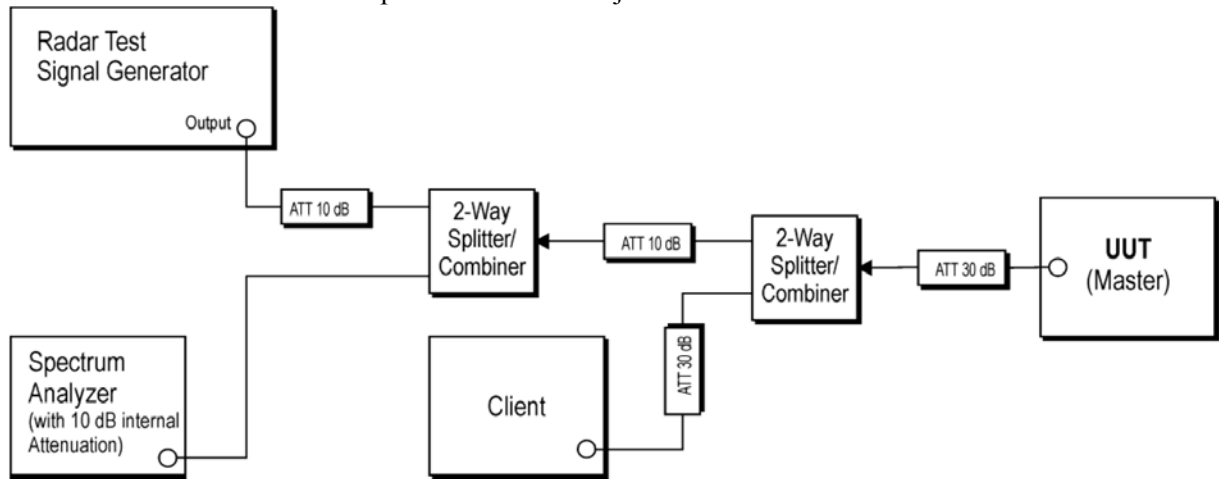 Radar Test
Signal Generator
Output
ATT 10 dB
2-Way
Splitter/
Combiner
ATT 10 dB
2-Way
Splitter/
Combiner
ATT 30 dB
UUT
(Master)
Spectrum
Analyzer
(with 10 dB internal
Attenuation)
Client
ATT 30 dB